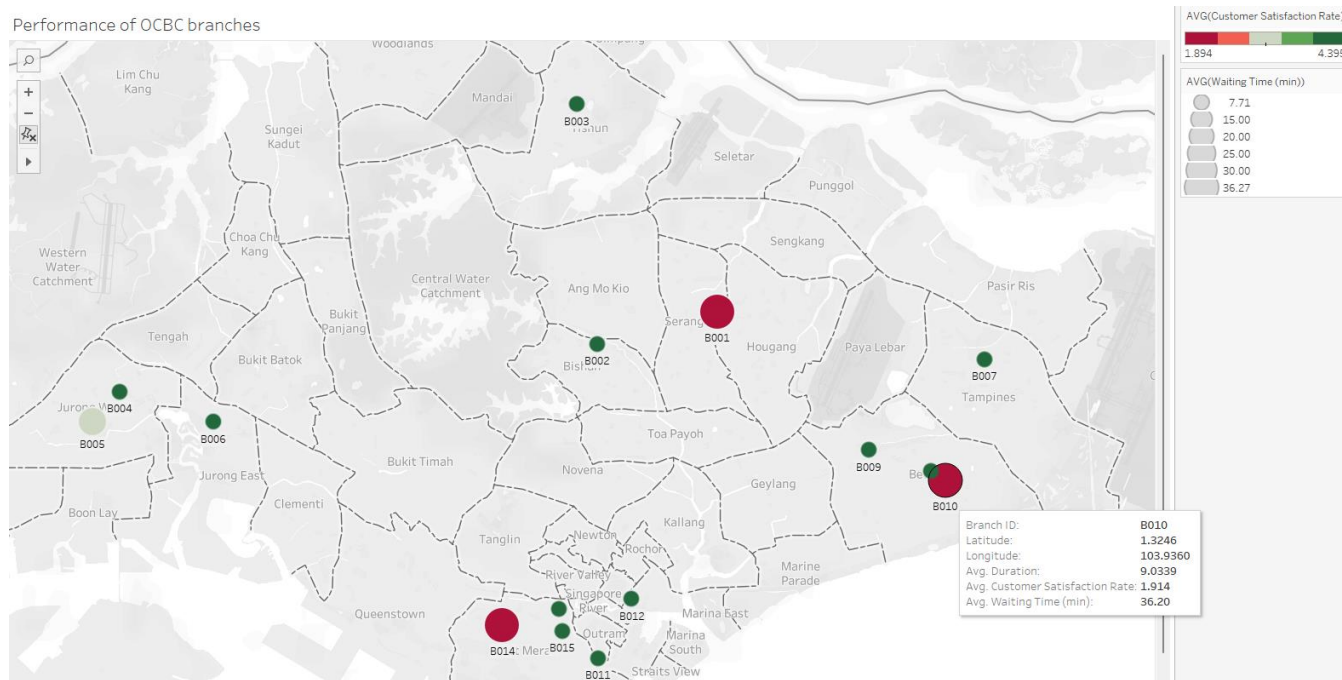 Performance of OCBC branches
AVG(Customer Satisfaction Rate)
1.894
4.395
AVG(Waiting Time (min))
7.71
15.00
20.00
25.00
30.00
36.27
Woodlands
Lim Chu
Kang
Mandai
B003
Sungei
Kadut
Seletar
Punggol
Choa Chu
Kang
Sengkang
Western
Water
Catchment
Central Water
Catchment
Ang Mo Kio
Pasir Ris
Bukit
Panjang
Tengah
B001
Hougang
Paya Lebar
B002
Bukit Batok
B007
Tampines
B004
B005
B006
Toa Payoh
Bukit Timah
Novena
B009
Jurong East
Geylang
Clementi
B010
Boon Lay
Kallang
Tanglin
Newton
Rochor
Marine
Parade
River Valley
Singapore
River
B012
Marina East
Queenstown
Outram
Marina
South
B014
B015
B011
Straits View
Branch ID: B010
Latitude: 1.3246
Longitude: 103.9360
Avg. Duration: 9.0339
Avg. Customer Satisfaction Rate: 1.914
Avg. Waiting Time (min): 36.20